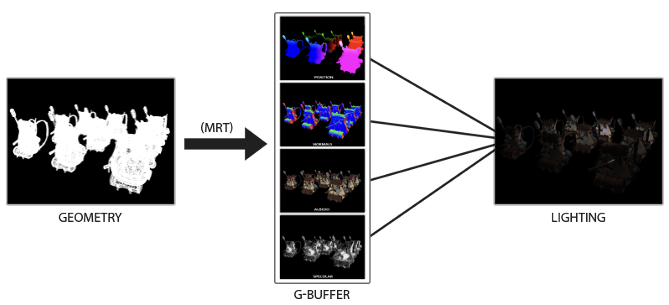 POSITION
(MRT)
NORMALS
ALBEDO
SPECULAR
GEOMETRY
LIGHTING
G-BUFFER